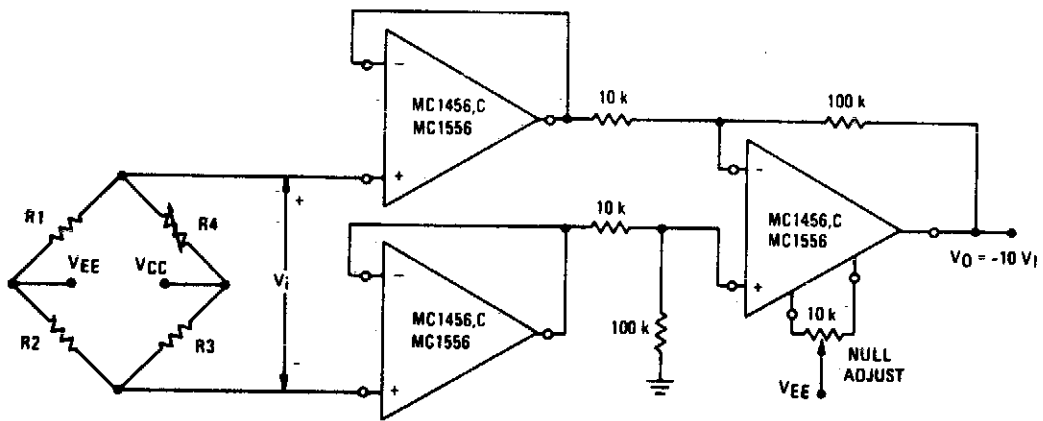 MC1456,C
MC1556
−
+
10 k
100 k
R1
R4
VEE
VCC
R2
R3
+
Vi
−
MC1456,C
MC1556
−
+
10 k
100 k
MC1456,C
MC1556
−
+
VO = -10 Vi
10 k
NULL
ADJUST
VEE